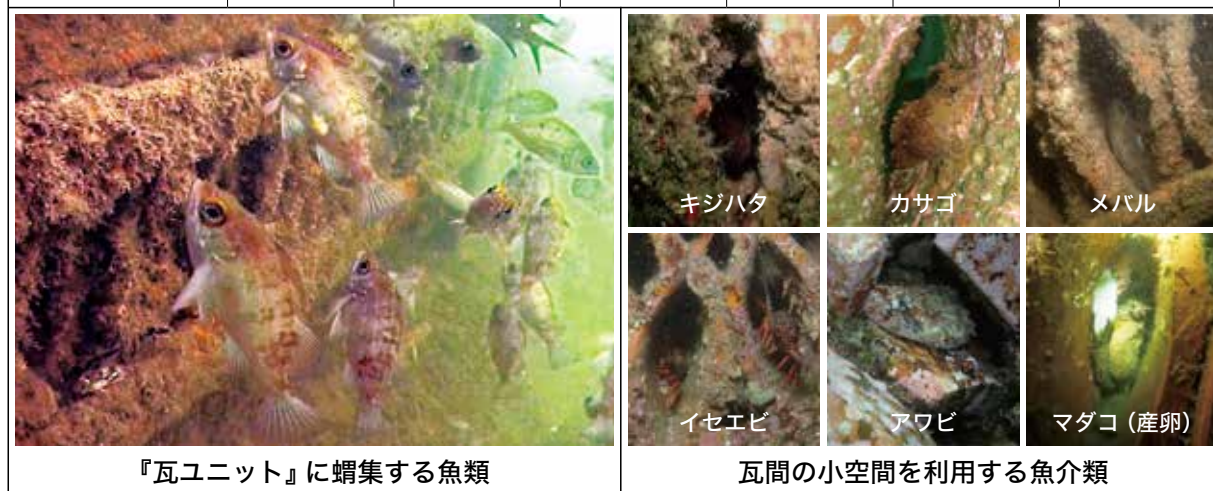 キジハタ
カサゴ
メバル
イセエビ
アワビ
マダコ（産卵）
『瓦ユニット』に蝟集する魚類
瓦間の小空間を利用する魚介類